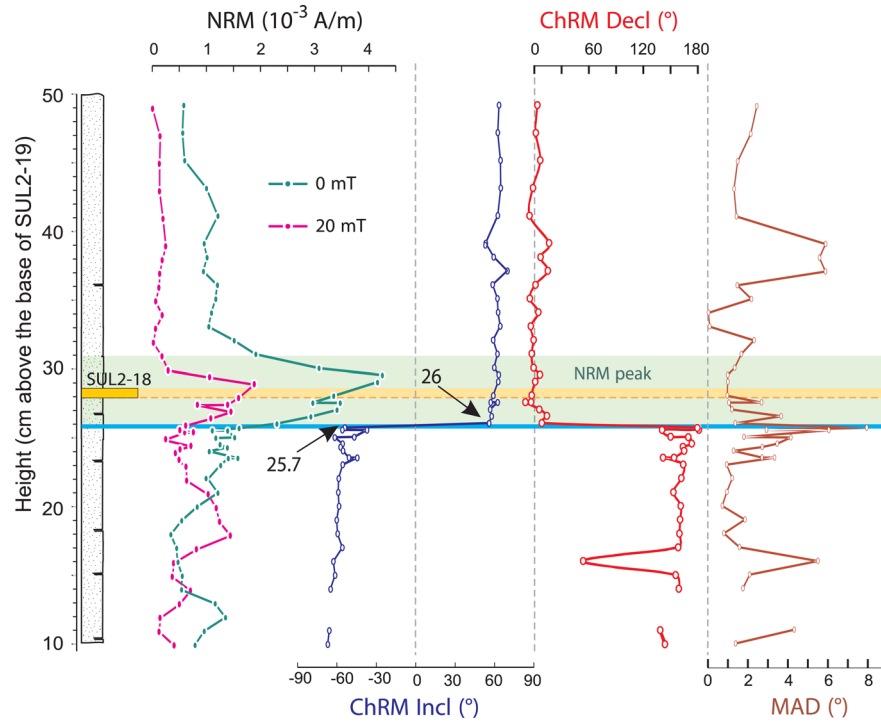 NRM (10-3 A/m)
ChRM Decl (°)
0 1 2 3 4
0 60 140 180
50
40
30
20
10
Height (cm above the base of SUL2-19)
0 mT
20 mT
SUL2-18
26
NRM peak
25.7
-90 -60 -30 0 30 60 90
0 2 4 6 8
ChRM Incl (°)
MAD (°)